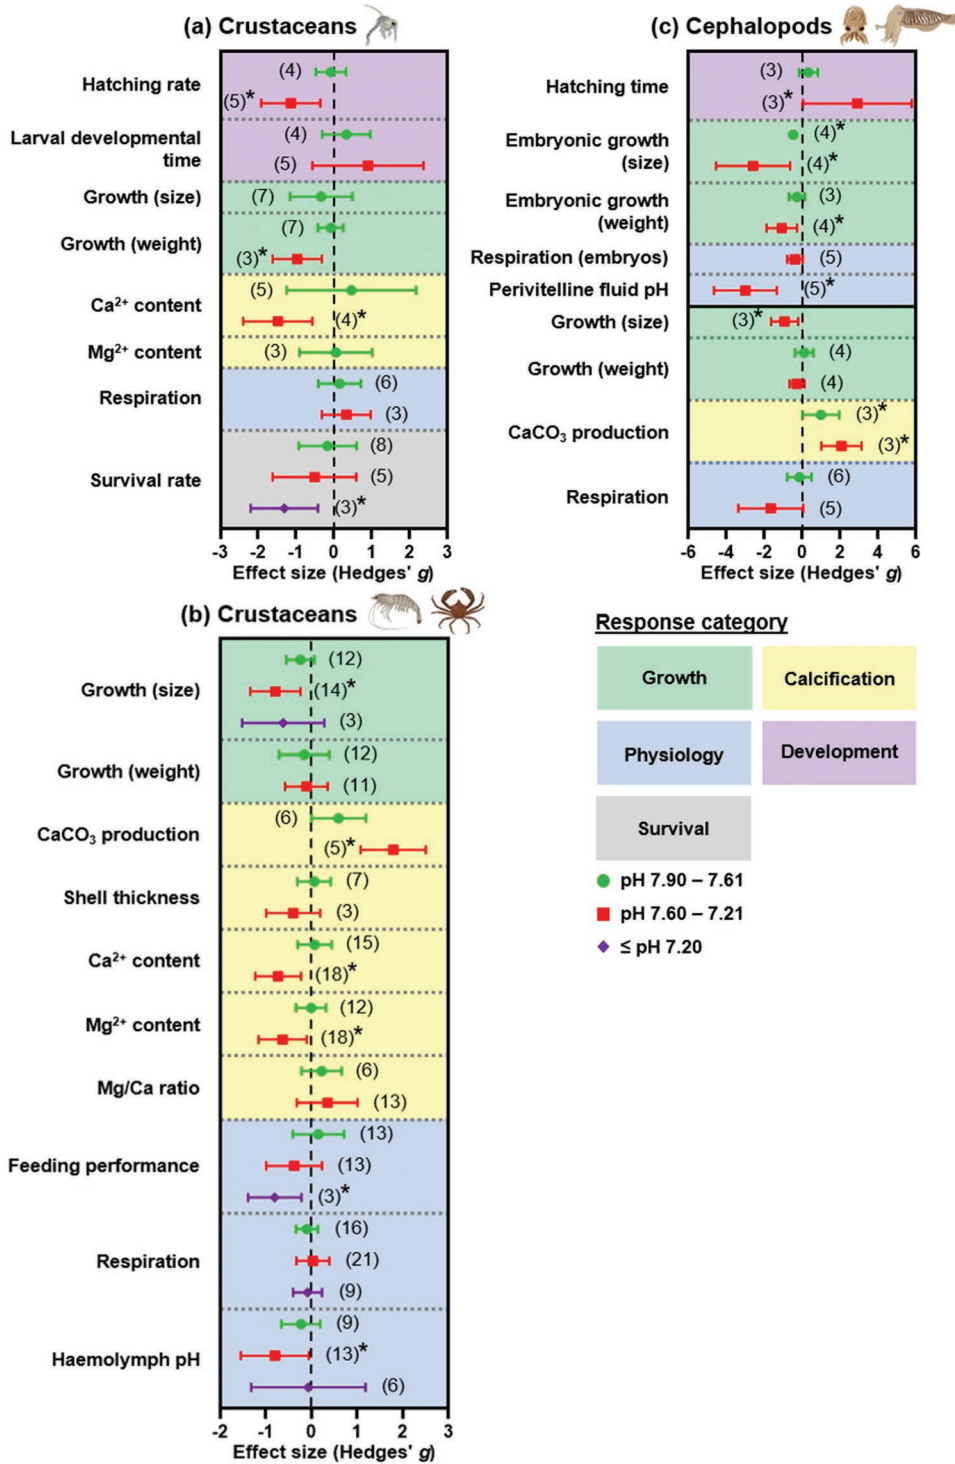 (a) Crustaceans
Hatching rate
(4)
(5)*
Larval developmental
time
(4)
(5)
Growth (size)
(7)
Growth (weight)
(7)
(3)*
Ca²⁺ content
(5)
(4)*
Mg²⁺ content
(3)
Respiration
(6)
(3)
Survival rate
(8)
(5)
(3)*
-3 -2 -1 0 1 2 3
Effect size (Hedges' g)
(c) Cephalopods
Hatching time
(3)
(3)*
Embryonic growth
(size)
(4)*
(4)*
Embryonic growth
(weight)
(3)
(4)*
Respiration (embryos)
(5)
Perivitelline fluid pH
(5)*
Growth (size)
(3)*
Growth (weight)
(4)
(4)
CaCO₃ production
(3)*
(3)*
Respiration
(6)
(5)
-6 -4 -2 0 2 4 6
Effect size (Hedges' g)
(b) Crustaceans
Growth (size)
(12)
(14)*
(3)
Growth (weight)
(12)
(11)
CaCO₃ production
(6)
(5)*
Shell thickness
(7)
(3)
Ca²⁺ content
(15)
(18)*
Mg²⁺ content
(12)
(18)*
Mg/Ca ratio
(6)
(13)
Feeding performance
(13)
(13)
(3)*
Respiration
(16)
(21)
(9)
Haemolymph pH
(9)
(13)*
(6)
-2 -1 0 1 2 3
Effect size (Hedges' g)
Response category
Growth
Calcification
Physiology
Development
Survival
pH 7.90 – 7.61
pH 7.60 – 7.21
≤ pH 7.20